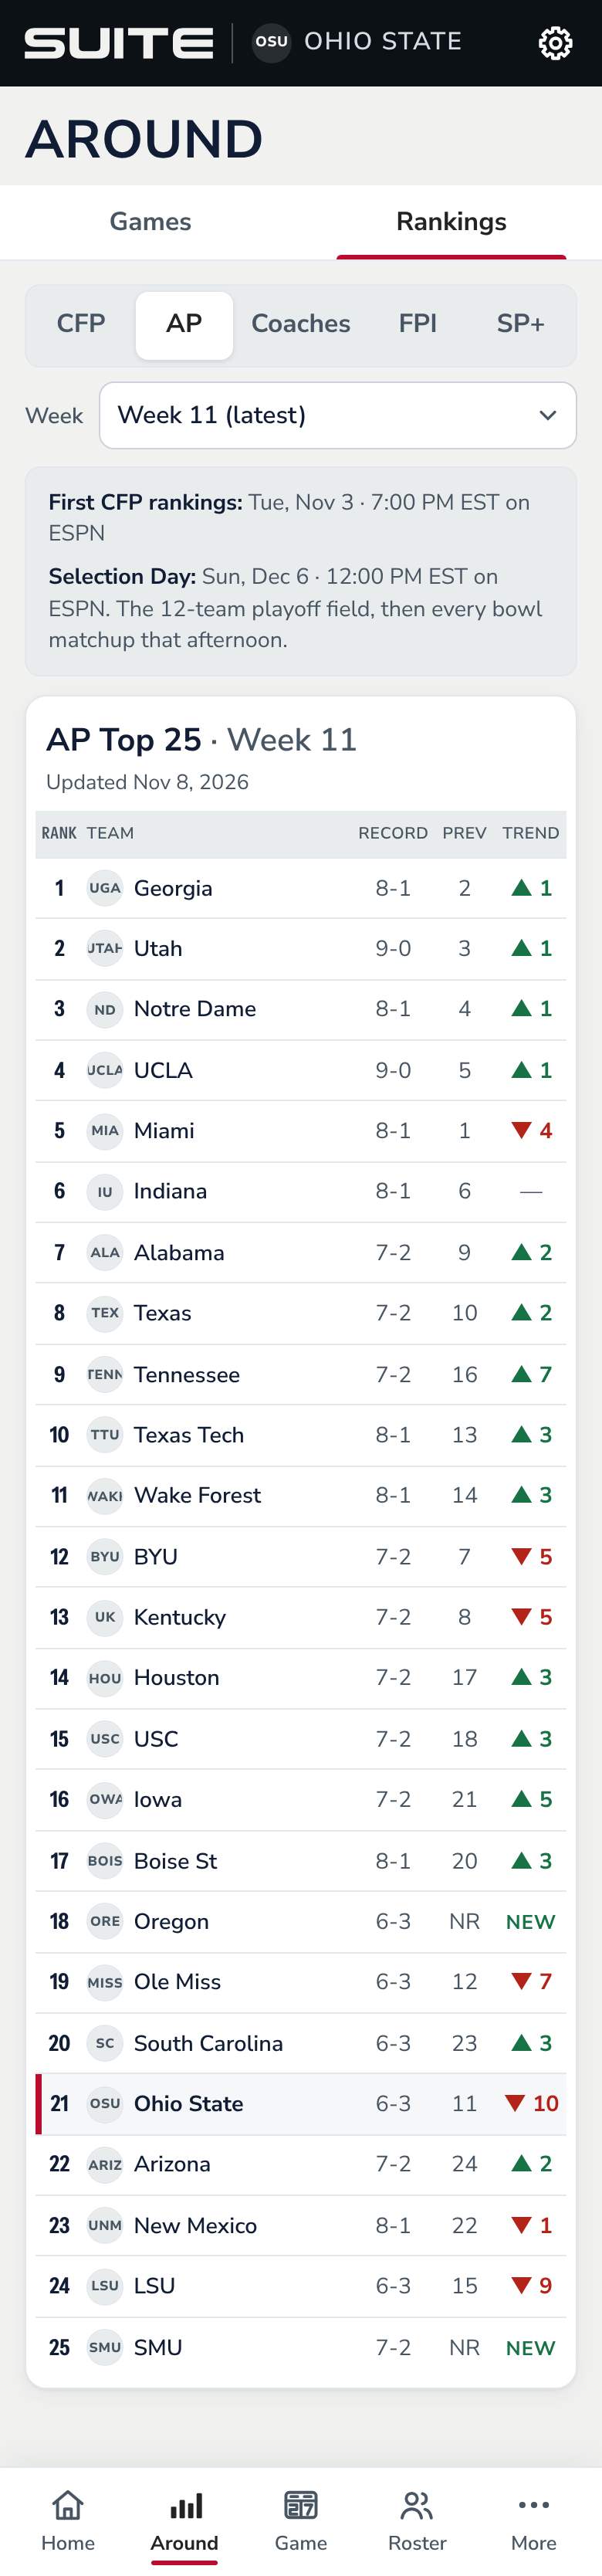 SUITE OSU OHIO STATE
AROUND
Games Rankings
CFP AP Coaches FPI SP+
Week Week 11 (latest)
First CFP rankings: Tue, Nov 3 · 7:00 PM EST on
ESPN
Selection Day: Sun, Dec 6 · 12:00 PM EST on
ESPN. The 12-team playoff field, then every bowl
matchup that afternoon.
AP Top 25 · Week 11
Updated Nov 8, 2026
RANK TEAM RECORD PREV TREND
1 UGA Georgia 8-1 2 ▲ 1
2 UTAH Utah 9-0 3 ▲ 1
3 ND Notre Dame 8-1 4 ▲ 1
4 UCLA UCLA 9-0 5 ▲ 1
5 MIA Miami 8-1 1 ▼ 4
6 IU Indiana 8-1 6 —
7 ALA Alabama 7-2 9 ▲ 2
8 TEX Texas 7-2 10 ▲ 2
9 TENN Tennessee 7-2 16 ▲ 7
10 TTU Texas Tech 8-1 13 ▲ 3
11 WAKE Wake Forest 8-1 14 ▲ 3
12 BYU BYU 7-2 7 ▼ 5
13 UK Kentucky 7-2 8 ▼ 5
14 HOU Houston 7-2 17 ▲ 3
15 USC USC 7-2 18 ▲ 3
16 OWA Iowa 7-2 21 ▲ 5
17 BOIS Boise St 8-1 20 ▲ 3
18 ORE Oregon 6-3 NR NEW
19 MISS Ole Miss 6-3 12 ▼ 7
20 SC South Carolina 6-3 23 ▲ 3
21 OSU Ohio State 6-3 11 ▼ 10
22 ARIZ Arizona 7-2 24 ▲ 2
23 UNM New Mexico 8-1 22 ▼ 1
24 LSU LSU 6-3 15 ▼ 9
25 SMU SMU 7-2 NR NEW
Home Around Game Roster More